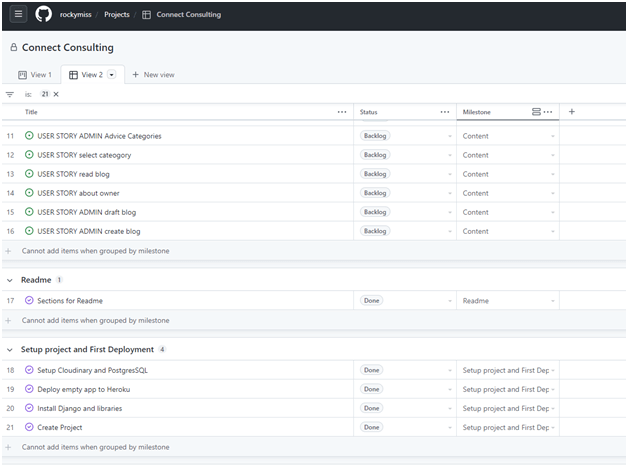 rockymiss / Projects / Connect Consulting
Connect Consulting
View 1 View 2 + New view
is: 21 ×
Title ... Status ... Milestone ... +
11 USER STORY ADMIN Advice Categories Backlog Content
12 USER STORY select cateogory Backlog Content
13 USER STORY read blog Backlog Content
14 USER STORY about owner Backlog Content
15 USER STORY ADMIN draft blog Backlog Content
16 USER STORY ADMIN create blog Backlog Content
+ Cannot add items when grouped by milestone
Readme 1
17 Sections for Readme Done Readme
+ Cannot add items when grouped by milestone
Setup project and First Deployment 4
18 Setup Cloudinary and PostgresSQL Done Setup project and First Dep
19 Deploy empty app to Heroku Done Setup project and First Dep
20 Install Django and libraries Done Setup project and First Dep
21 Create Project Done Setup project and First Dep
+ Cannot add items when grouped by milestone